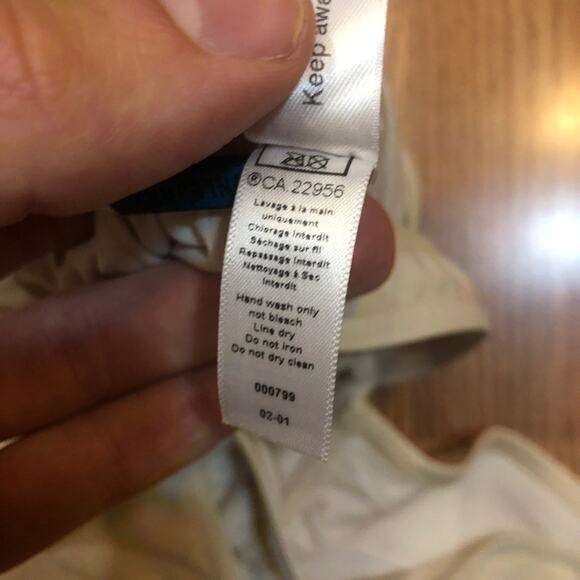 Keep awa
®CA 22956
Lavage à la main
uniquement
Chlorage Interdit
Séchage sur fil
Repassage Interdit
Nettoyage à Sec
Interdit
Hand wash only
not bleach
Line dry
Do not iron
Do not dry clean
000799
02-01